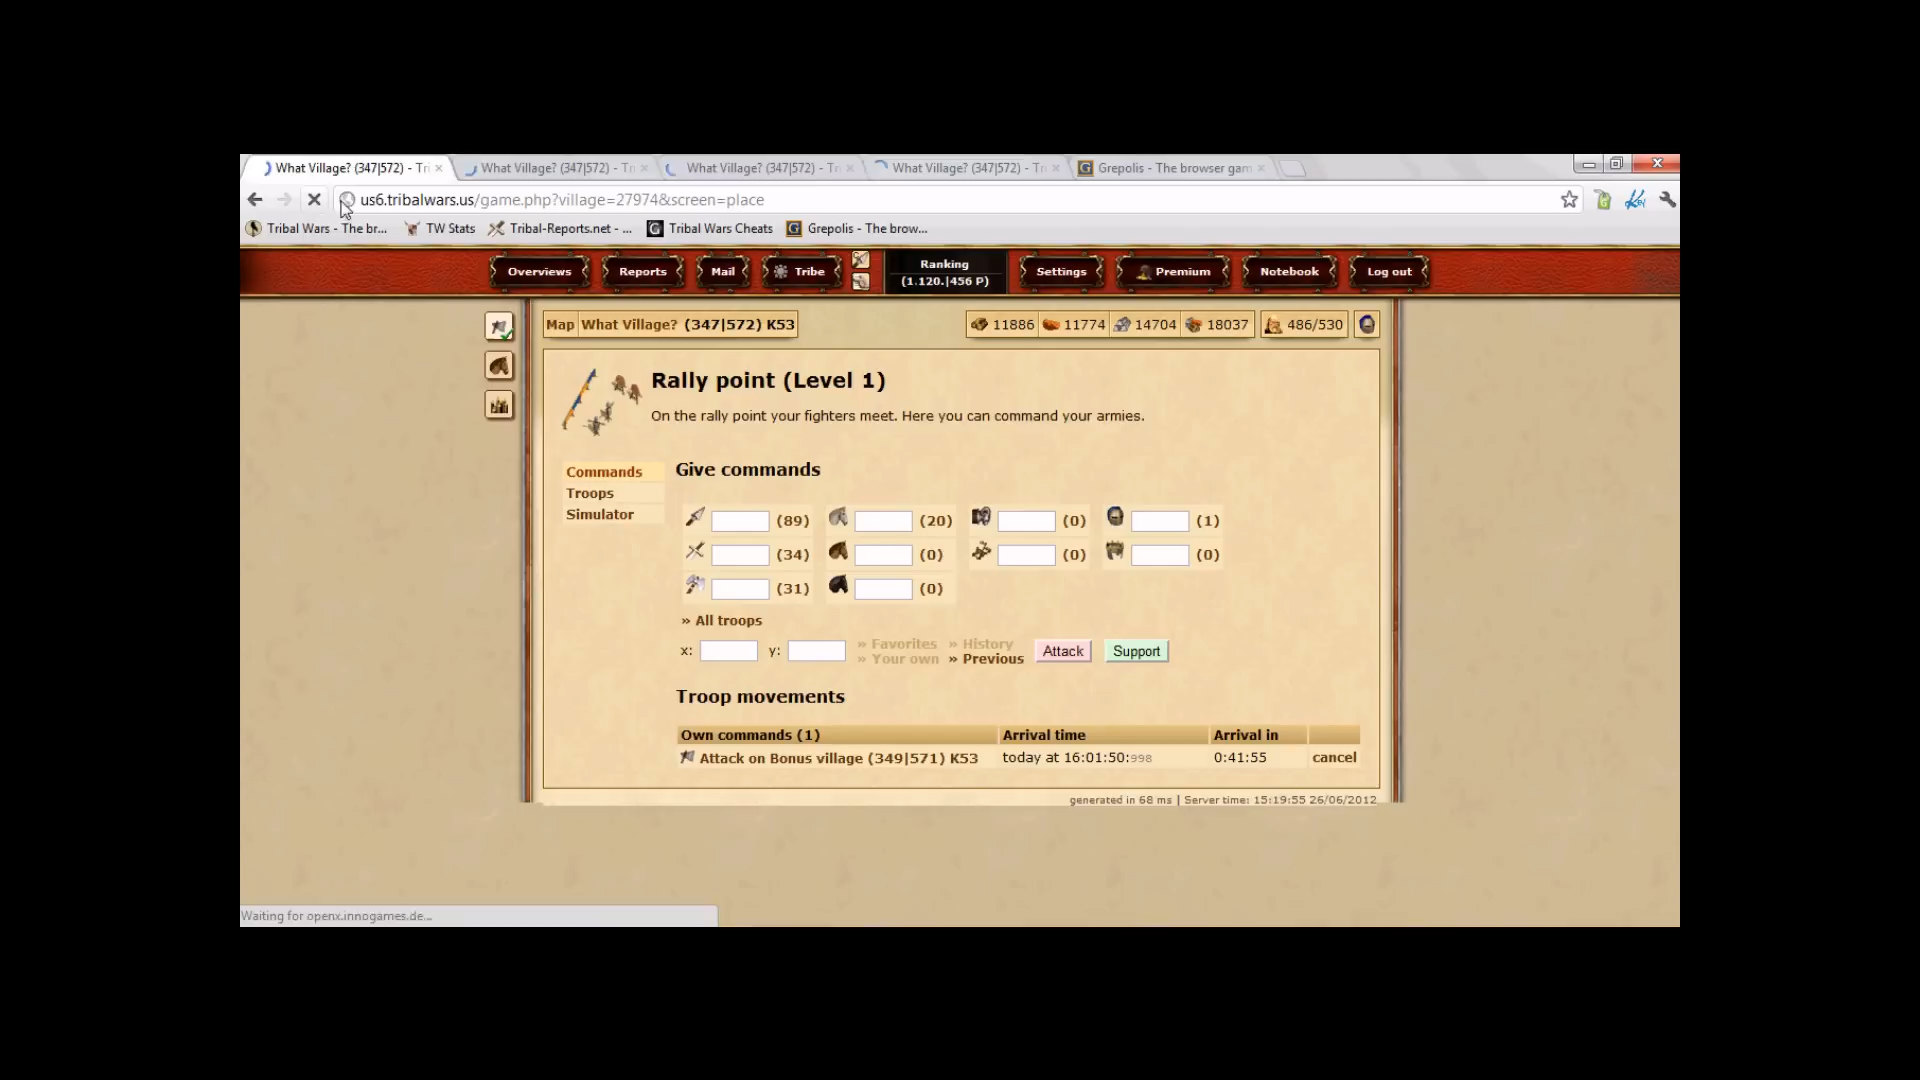 What Village? (347|572) - Tri
What Village? (347|572) - Tri
What Village? (347|572) - Tri
What Village? (347|572) - Tri
Grepolis - The browser gam
us6.tribalwars.us/game.php?village=27974&screen=place
Tribal Wars - The br...
TW Stats
Tribal-Reports.net - ...
Tribal Wars Cheats
Grepolis - The brow...
Overviews
Reports
Mail
Tribe
Ranking
(1.120.|456 P)
Settings
Premium
Notebook
Log out
Map What Village? (347|572) K53
11886 11774 14704 18037 486/530
Rally point (Level 1)
On the rally point your fighters meet. Here you can command your armies.
Commands
Troops
Simulator
Give commands
(89) (20) (0) (1)
(34) (0) (0) (0)
(31) (0)
» All troops
x: y:
» Favorites » History
» Your own » Previous
Attack
Support
Troop movements
Own commands (1) Arrival time Arrival in
Attack on Bonus village (349|571) K53 today at 16:01:50:998 0:41:55 cancel
generated in 68 ms | Server time: 15:19:55 26/06/2012
Waiting for openx.innogames.de...